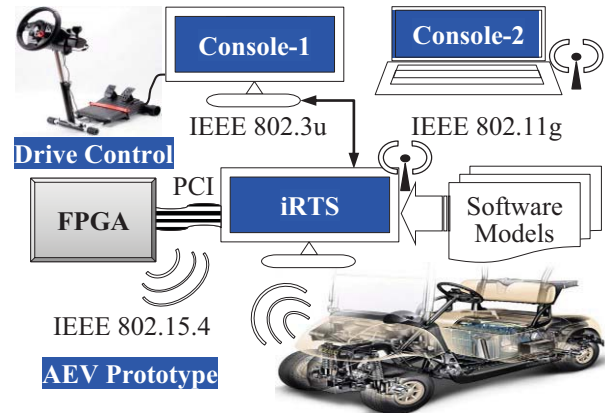 Console-1
Console-2
IEEE 802.3u
IEEE 802.11g
Drive Control
PCI
FPGA
iRTS
Software
Models
IEEE 802.15.4
AEV Prototype